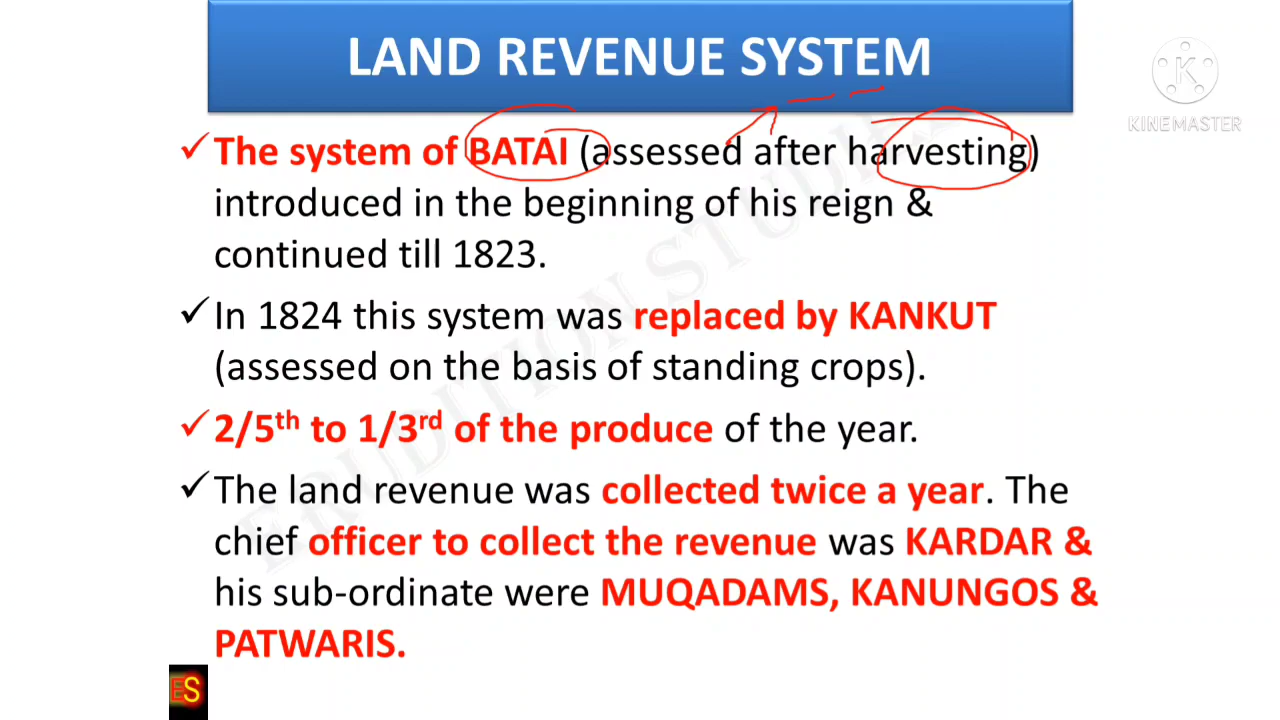 LAND REVENUE SYSTEM
K
KINEMASTER
✓ The system of BATAI (assessed after harvesting)
introduced in the beginning of his reign &
continued till 1823.
✓ In 1824 this system was replaced by KANKUT
(assessed on the basis of standing crops).
✓ 2/5th to 1/3rd of the produce of the year.
✓ The land revenue was collected twice a year. The
chief officer to collect the revenue was KARDAR &
his sub-ordinate were MUQADAMS, KANUNGOS &
PATWARIS.
ERUDITION STUDIES
ES